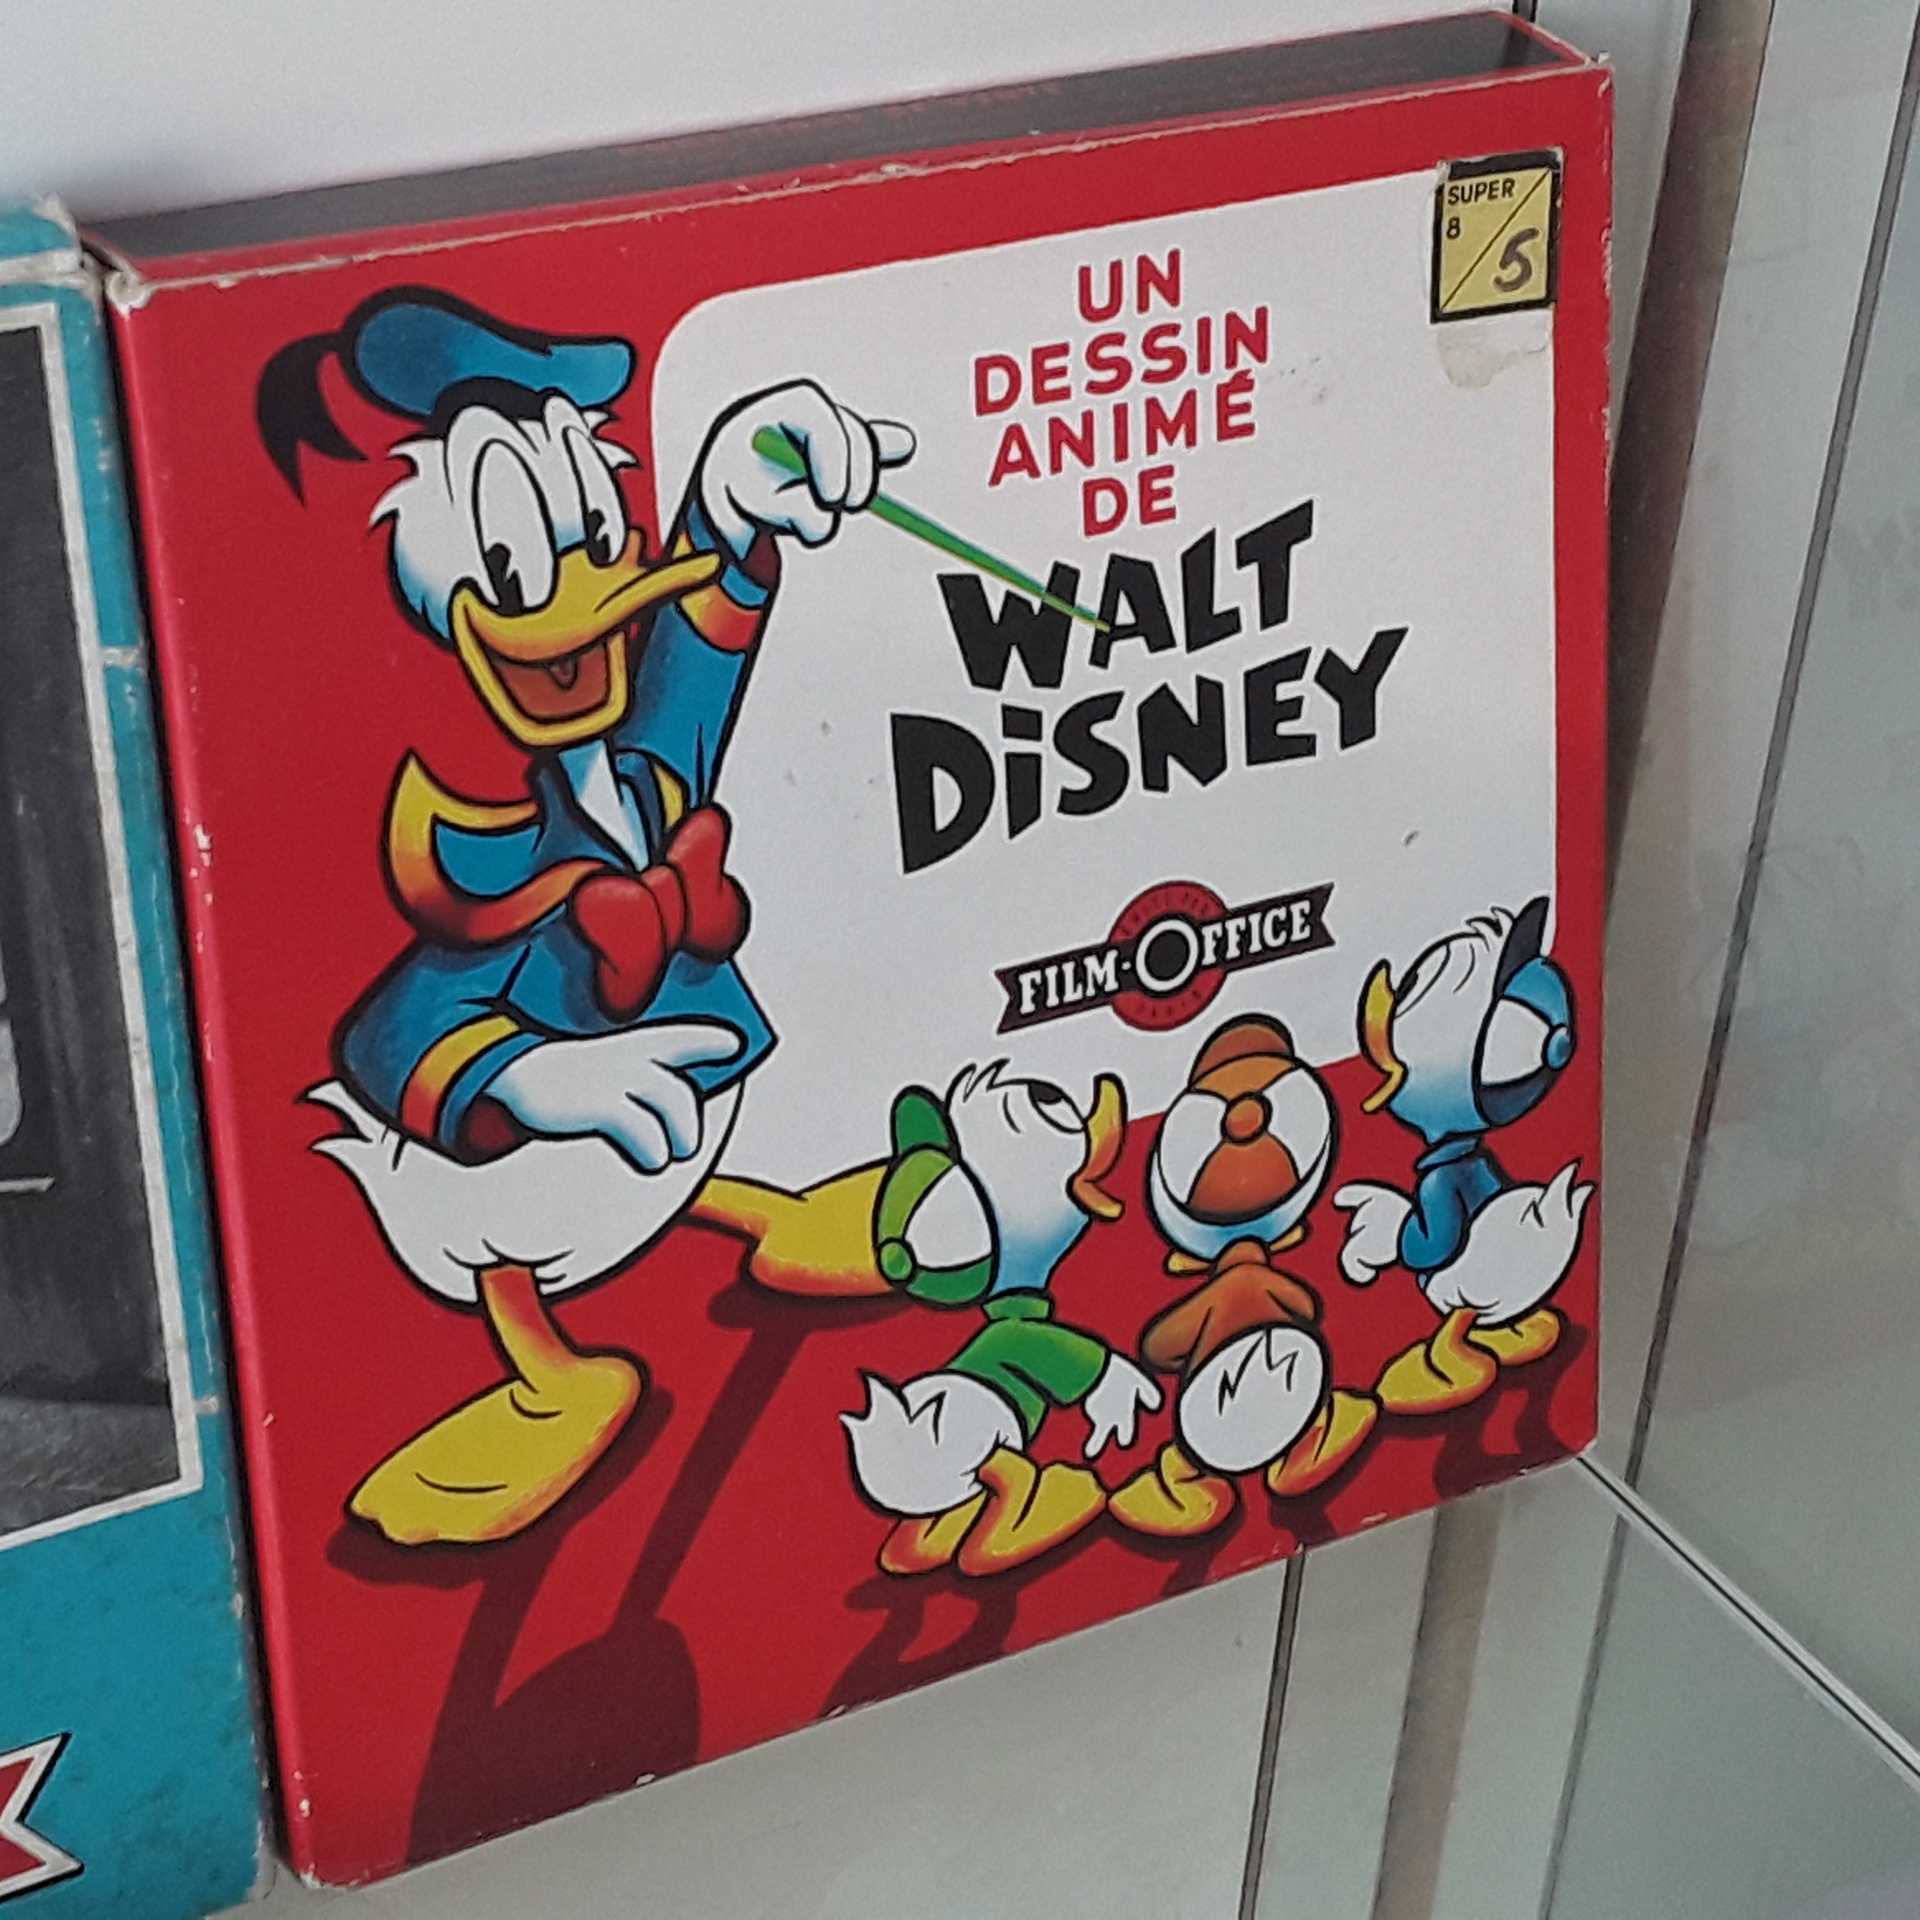 SUPER
8
5
UN
DESSIN
ANIMÉ
DE
WALT
DiSNEY
FILM-OFFICE